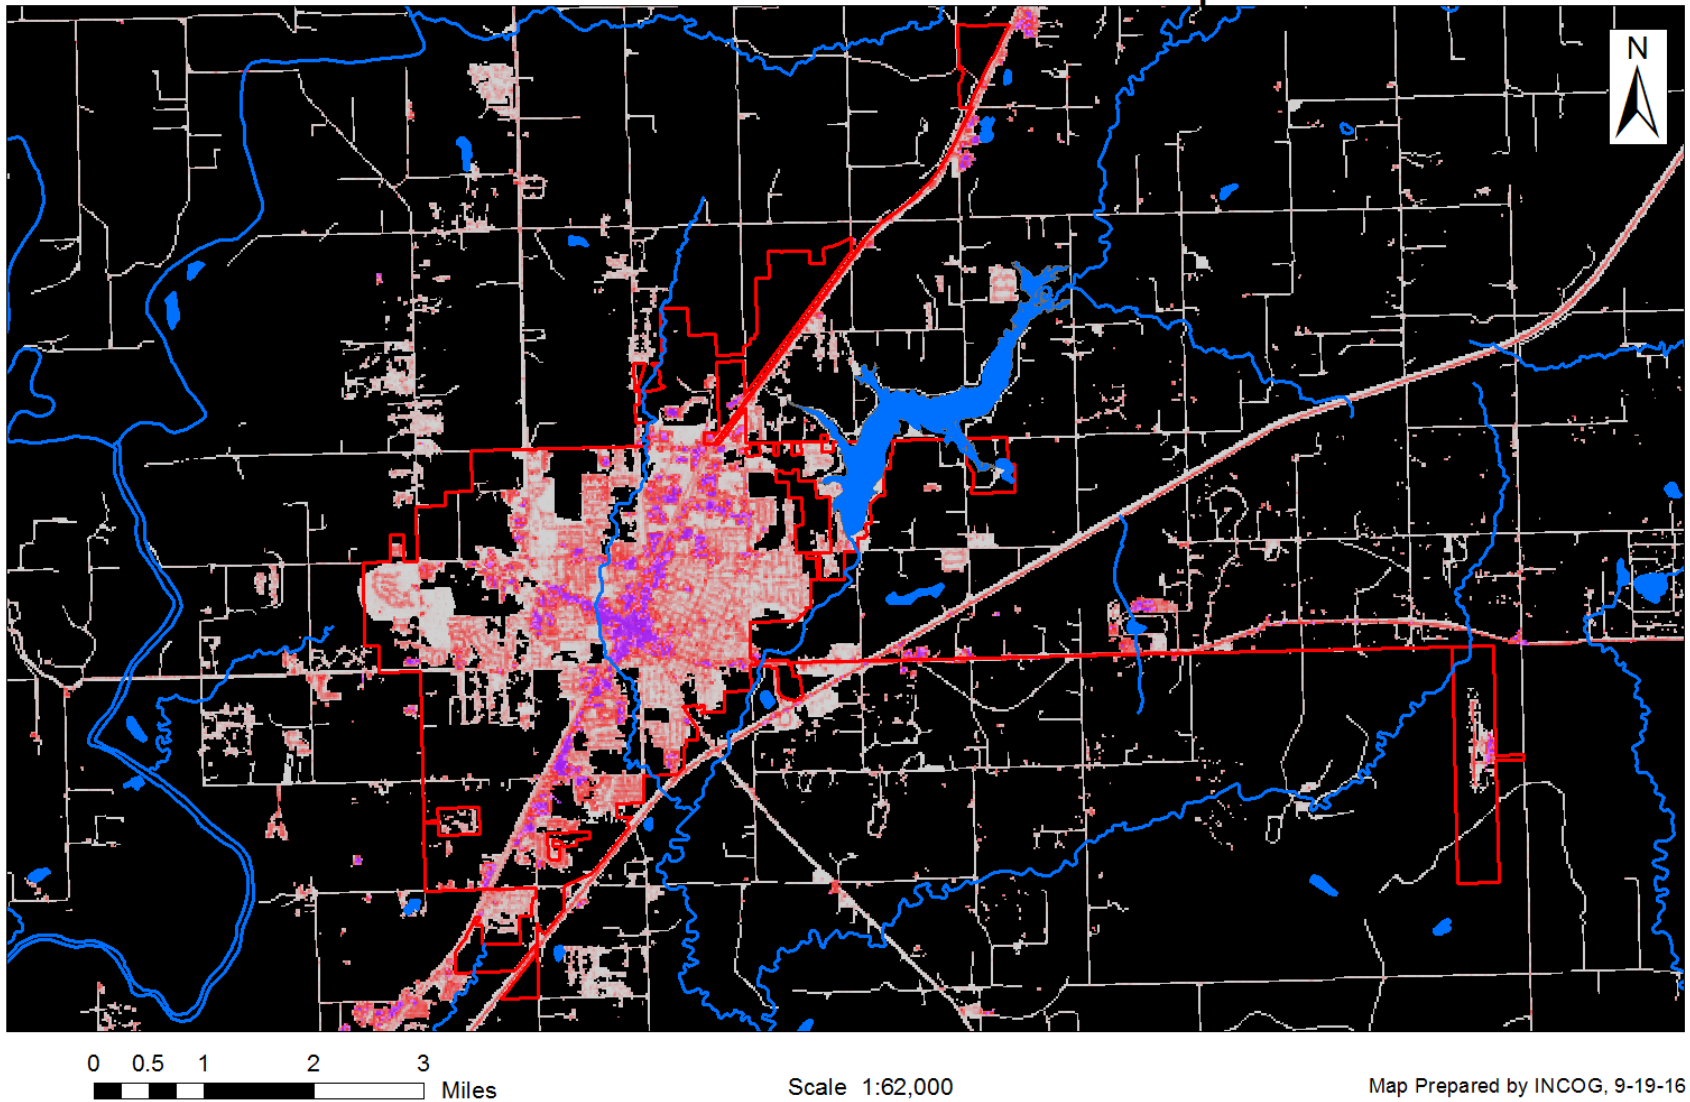 N
0 0.5 1 2 3
Miles
Scale 1:62,000
Map Prepared by INCOG, 9-19-16